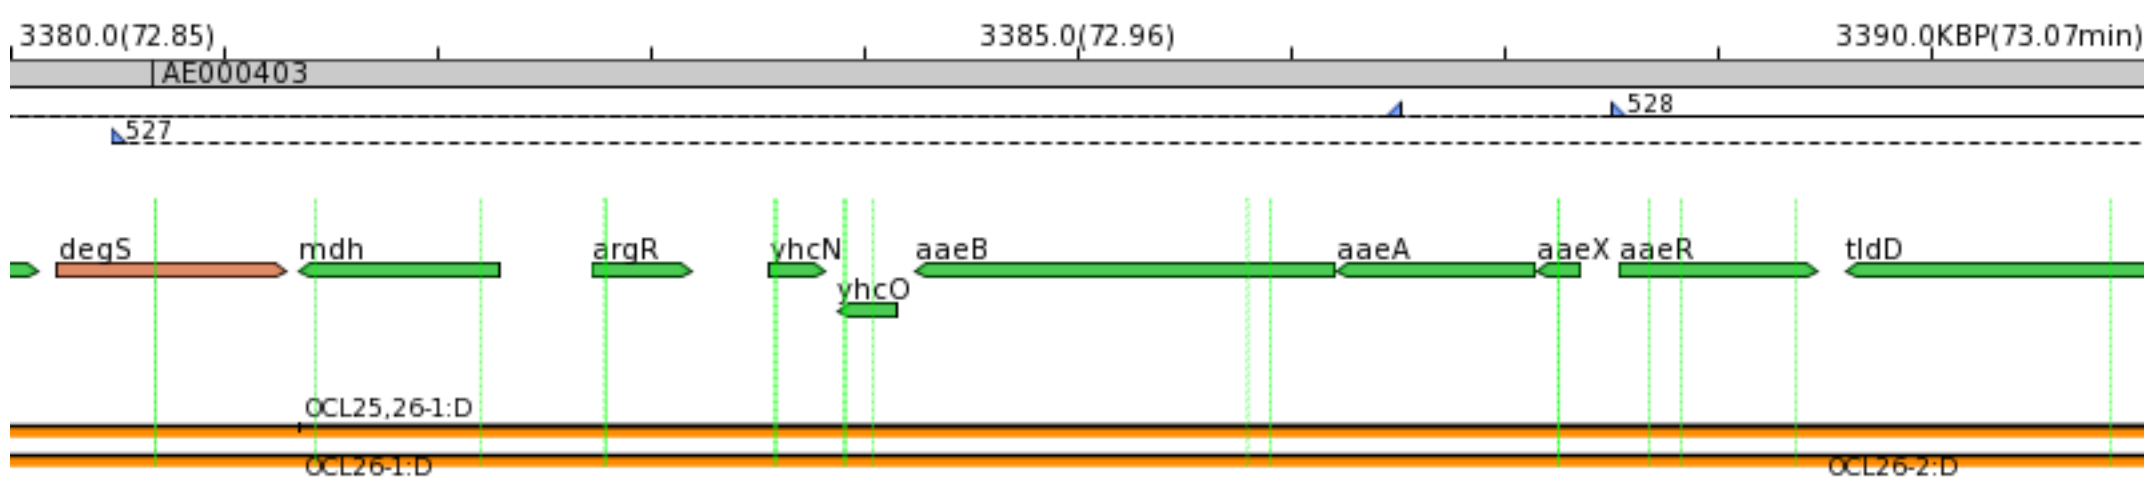 3380.0(72.85) 3385.0(72.96) 3390.0KBP(73.07min)
AE000403
528
527
degS mdh argR yhcN aaeB aaeA aaeX aaeR tldD
yhcO
OCL25,26-1:D
OCL26-1:D OCL26-2:D